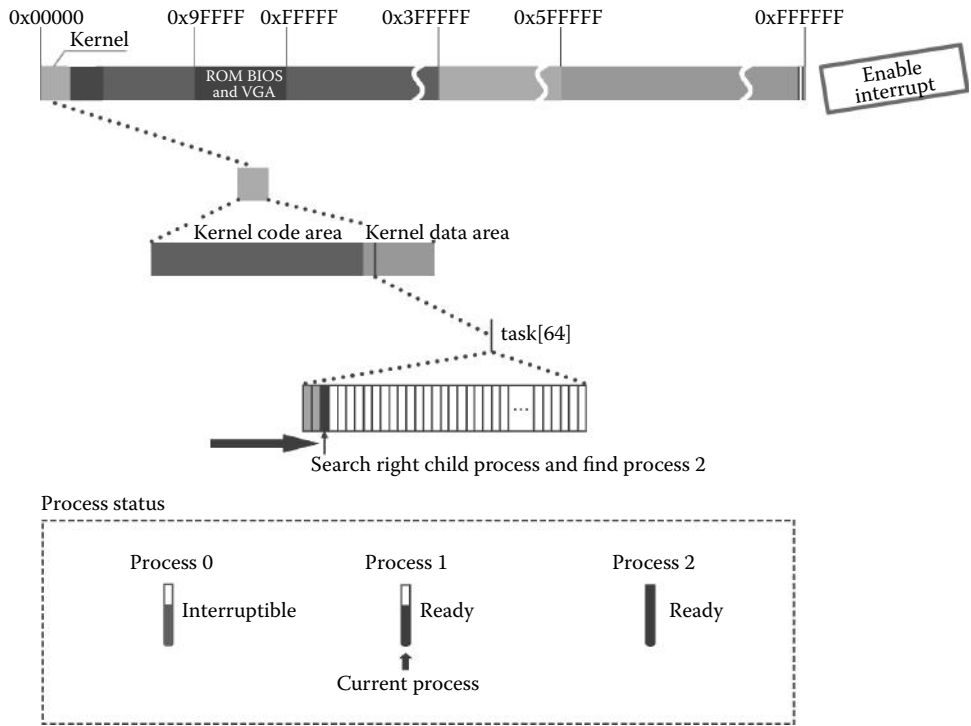 0x00000 0x9FFFF 0xFFFFF 0x3FFFFF 0x5FFFFF 0xFFFFFF
Kernel
ROM BIOS
and VGA
Enable
interrupt
Kernel code area Kernel data area
task[64]
...
Search right child process and find process 2
Process status
Process 0 Process 1 Process 2
Interruptible Ready Ready
Current process